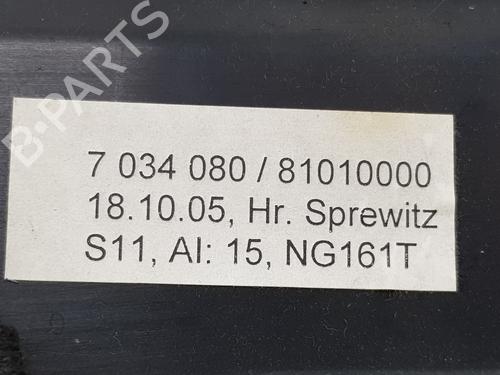 B-PARTS
7 034 080 / 81010000
18.10.05, Hr. Sprewitz
S11, AI: 15, NG161T